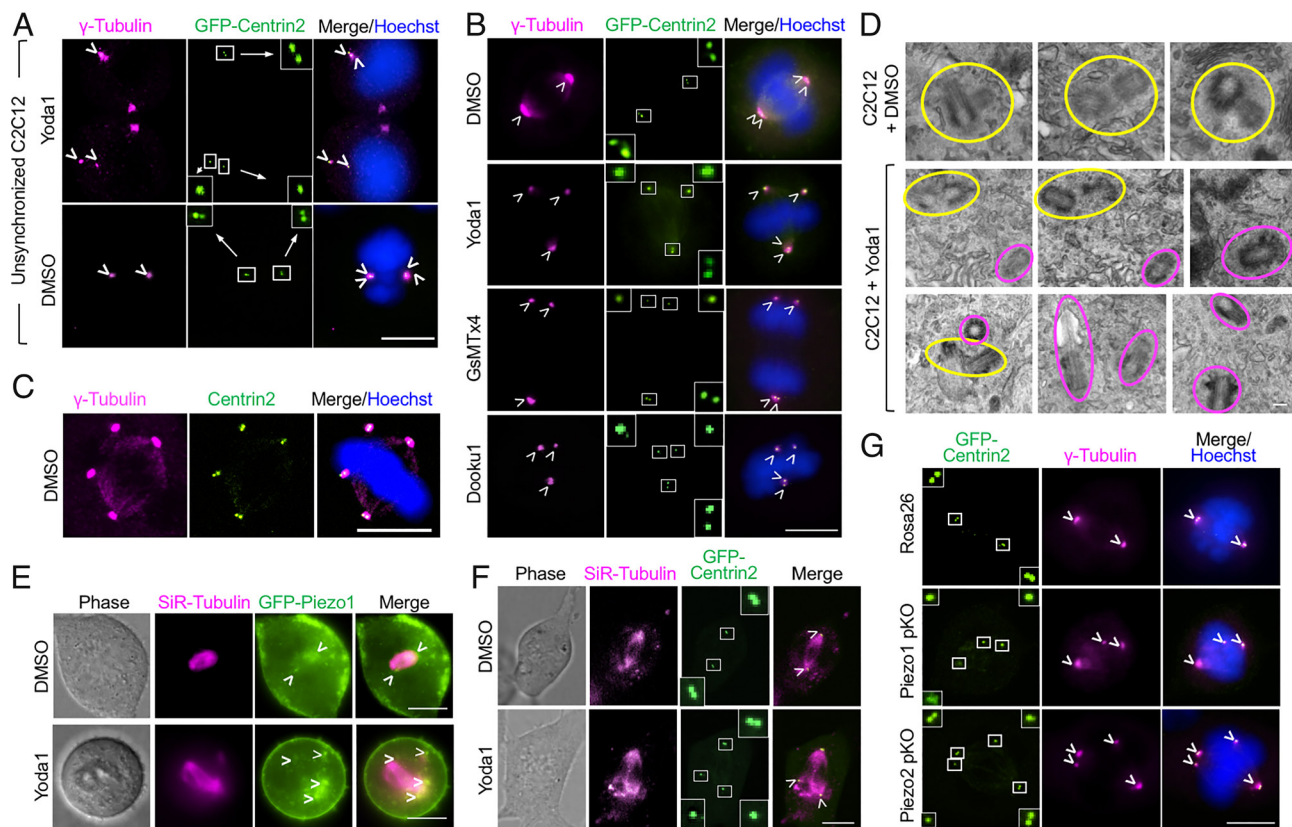 A
γ-Tubulin GFP-Centrin2 Merge/Hoechst
Unsynchronized C2C12
Yoda1
DMSO
B
γ-Tubulin GFP-Centrin2 Merge/Hoechst
DMSO
Yoda1
GsMTx4
Dooku1
C
γ-Tubulin Centrin2 Merge/Hoechst
DMSO
D
C2C12
+ DMSO
C2C12 + Yoda1
E
Phase SiR-Tubulin GFP-Piezo1 Merge
DMSO
Yoda1
F
Phase SiR-Tubulin GFP-
Centrin2 Merge
DMSO
Yoda1
G
GFP-
Centrin2 γ-Tubulin Merge/
Hoechst
Rosa26
Piezo1 pKO
Piezo2 pKO